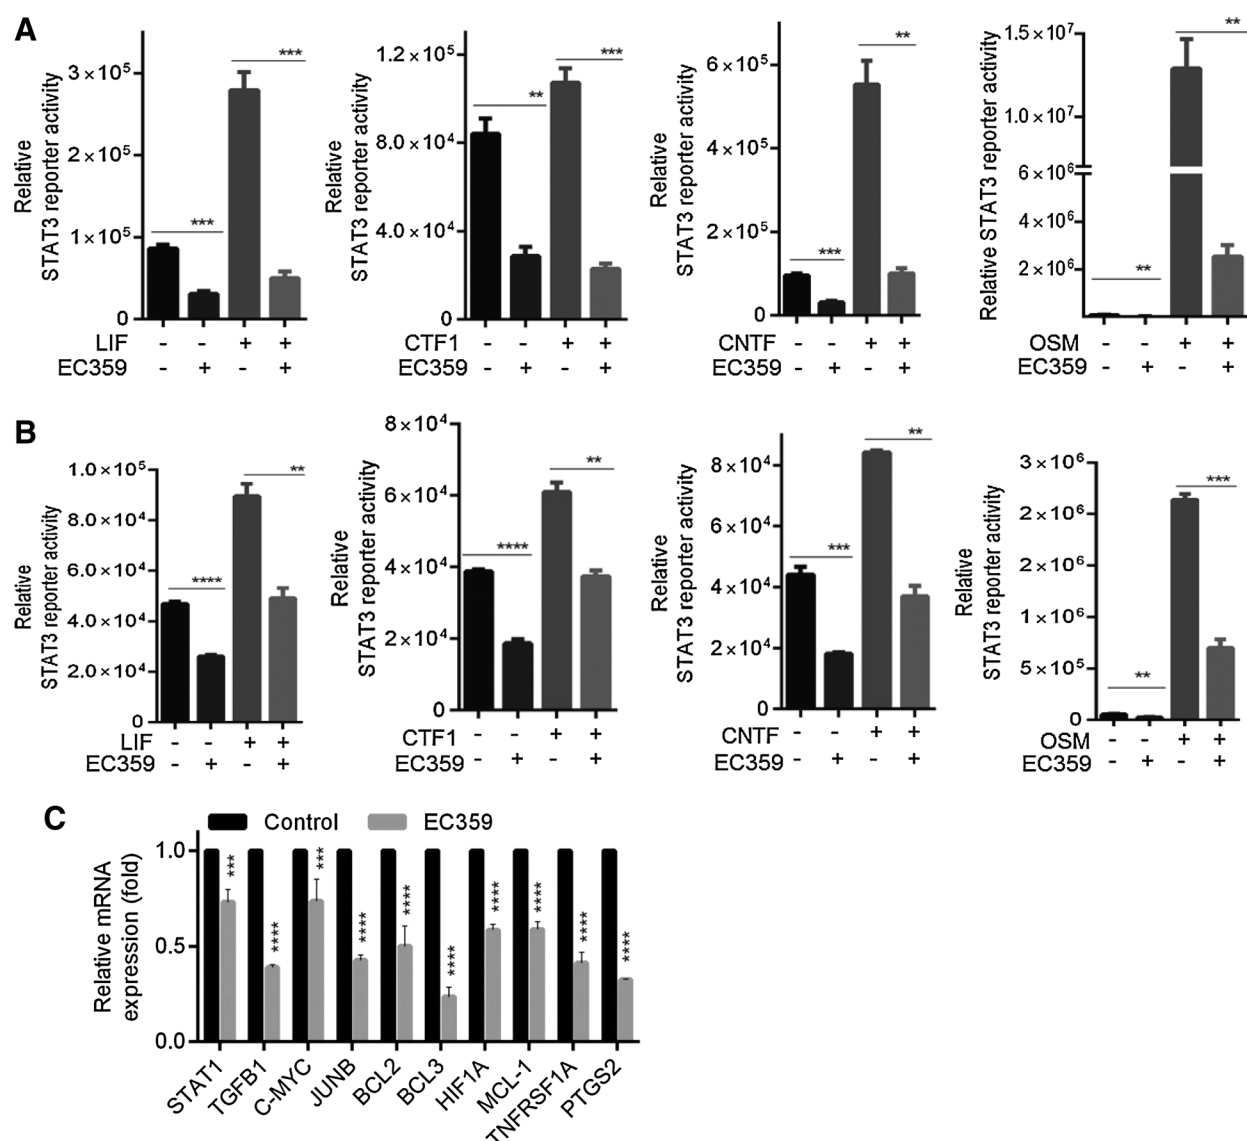 A
Relative
STAT3 reporter activity
3×10⁵
2×10⁵
1×10⁵
0
***
***
LIF - - + +
EC359 - + - +
Relative
STAT3 reporter activity
1.2×10⁵
8.0×10⁴
4.0×10⁴
0
**
***
CTF1 - - + +
EC359 - + - +
Relative
STAT3 reporter activity
6×10⁵
4×10⁵
2×10⁵
0
***
**
CNTF - - + +
EC359 - + - +
Relative STAT3 reporter activity
1.5×10⁷
1.0×10⁷
6×10⁶
4×10⁶
2×10⁶
**
**
OSM - - + +
EC359 - + - +
B
Relative
STAT3 reporter activity
1.0×10⁵
8.0×10⁴
6.0×10⁴
4.0×10⁴
2.0×10⁴
0
****
**
LIF - - + +
EC359 - + - +
Relative
STAT3 reporter activity
8×10⁴
6×10⁴
4×10⁴
2×10⁴
0
****
**
CTF1 - - + +
EC359 - + - +
Relative
STAT3 reporter activity
8×10⁴
6×10⁴
4×10⁴
2×10⁴
0
***
**
CNTF - - + +
EC359 - + - +
Relative
STAT3 reporter activity
3×10⁶
2×10⁶
2×10⁶
1×10⁶
5×10⁵
0
**
***
OSM - - + +
EC359 - + - +
C
Control EC359
Relative mRNA
expression (fold)
1.0
0.5
0.0
*** **** *** **** **** **** **** **** **** ****
STAT1 TGFB1 C-MYC JUNB BCL2 BCL3 HIF1A MCL-1 TNFRSF1A PTGS2